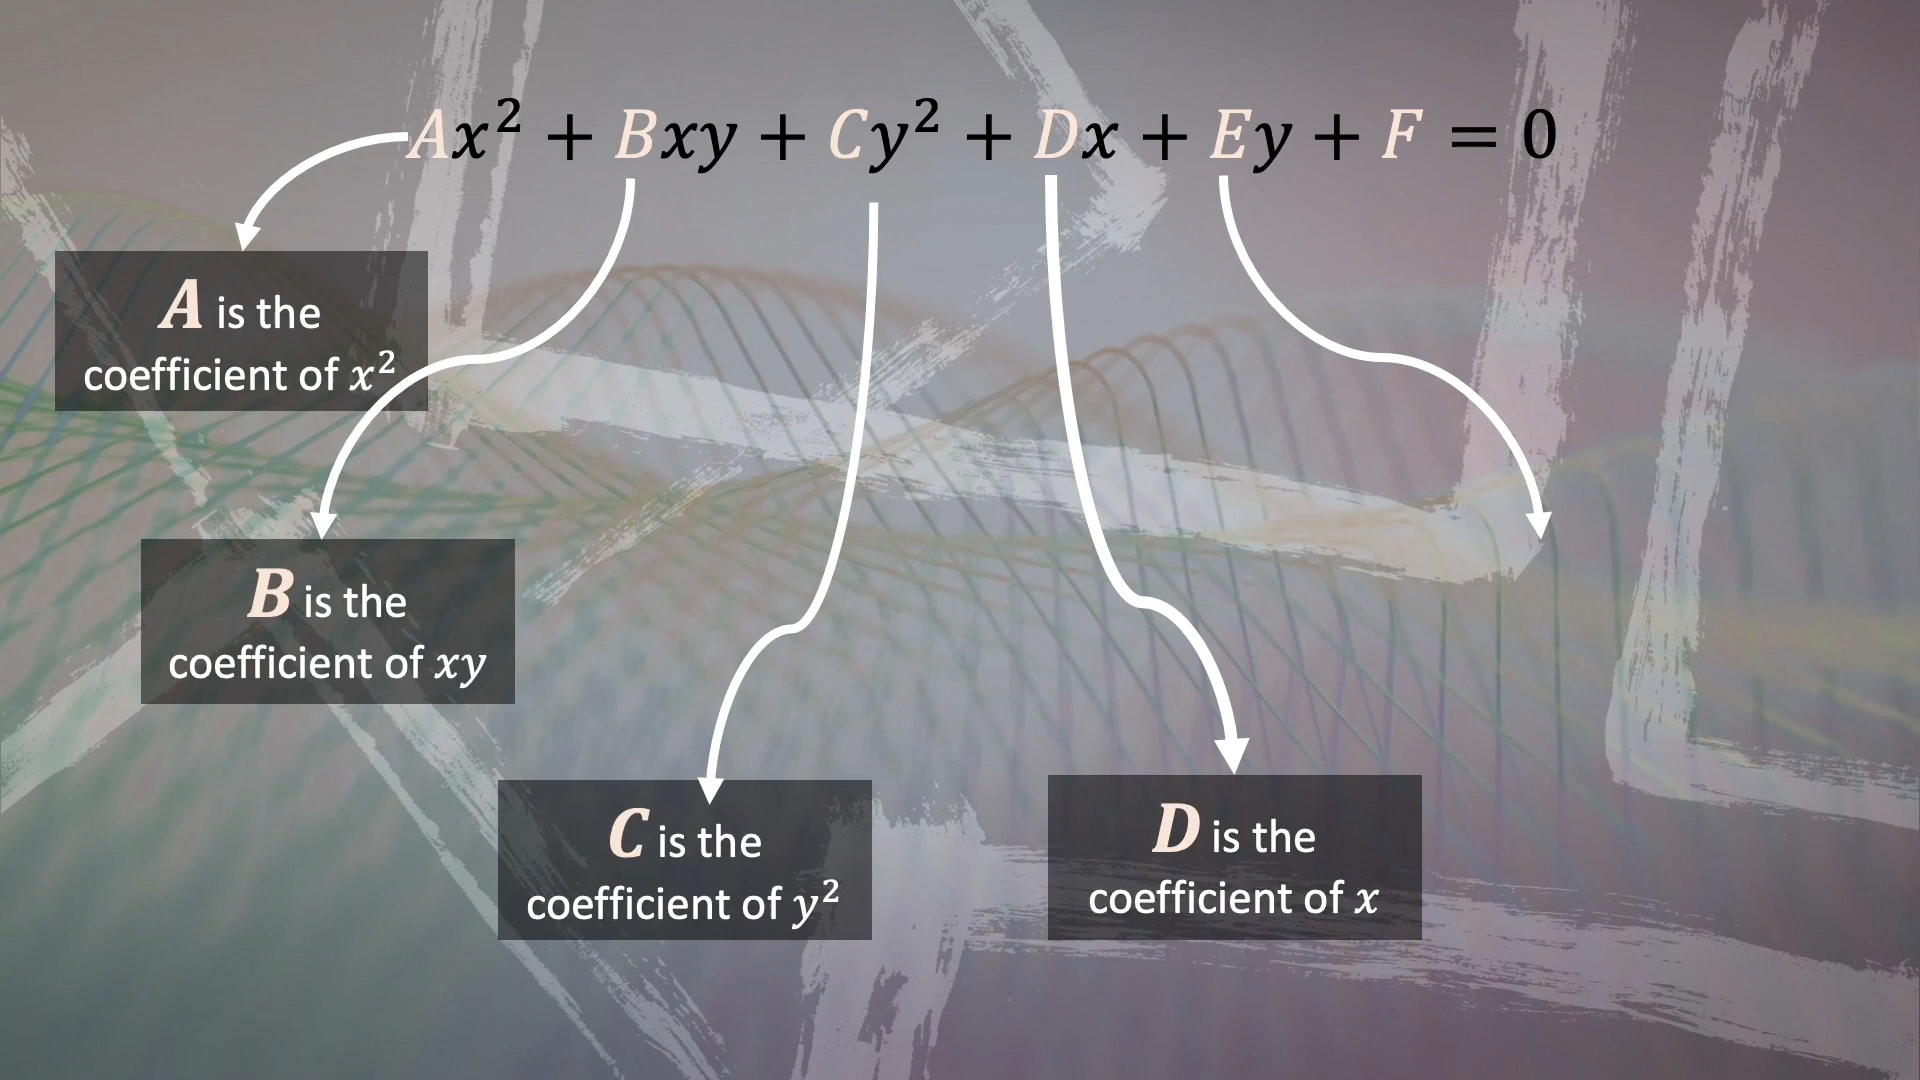 Ax² + Bxy + Cy² + Dx + Ey + F = 0
A is the
coefficient of x²
B is the
coefficient of xy
C is the
coefficient of y²
D is the
coefficient of x